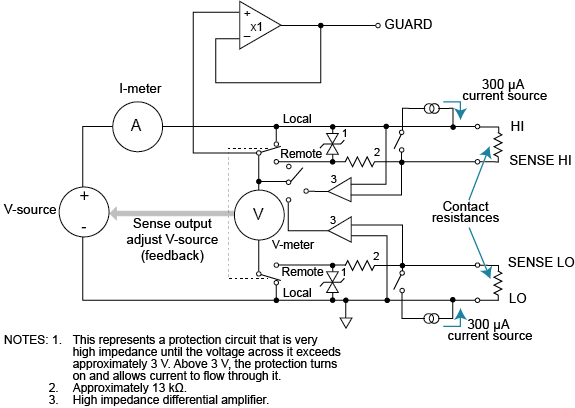 +
x1
−
GUARD
I-meter
300 µA
current source
A
Local
1
HI
Remote
2
SENSE HI
3
V-source
+
-
Sense output
adjust V-source
(feedback)
V
V-meter
3
Contact
resistances
2
SENSE LO
Remote
1
Local
LO
300 µA
current source
NOTES: 1. This represents a protection circuit that is very
high impedance until the voltage across it exceeds
approximately 3 V. Above 3 V, the protection turns
on and allows current to flow through it.
2. Approximately 13 kΩ.
3. High impedance differential amplifier.